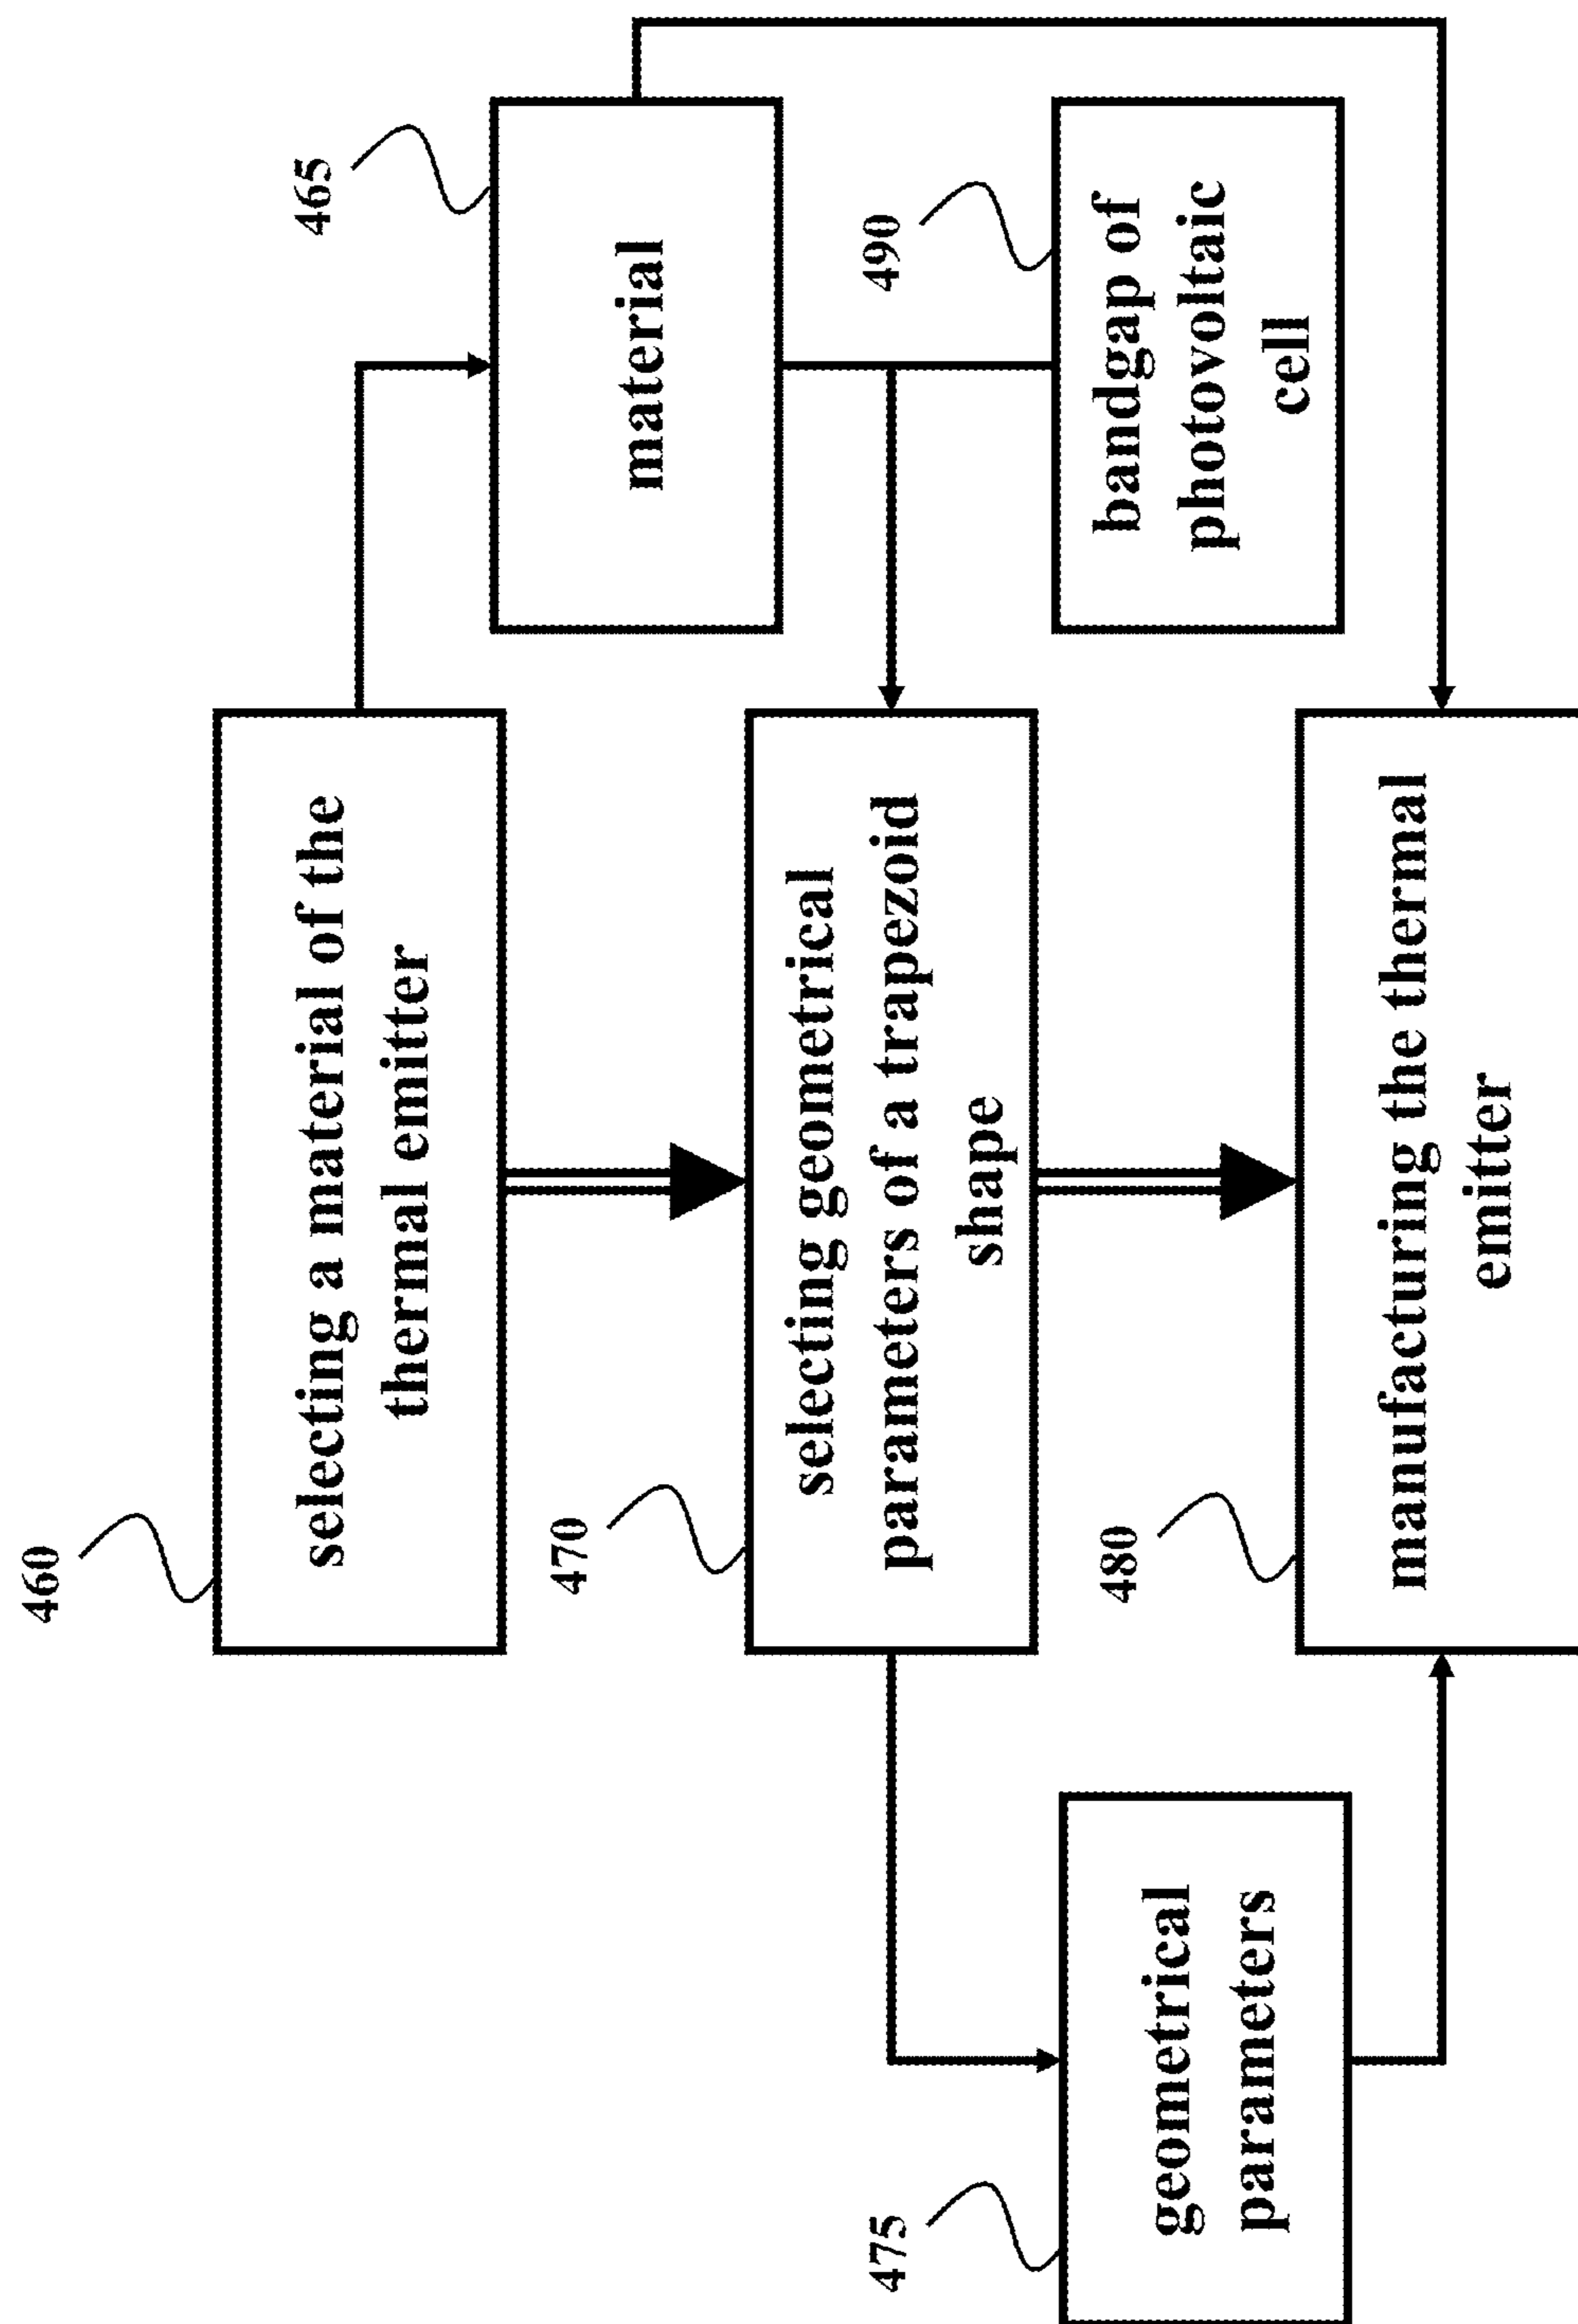 460
selecting a material of the
thermal emitter
465
material
470
selecting geometrical
parameters of a trapezoid
shape
490
bandgap of
photovoltaic
cell
475
geometrical
parameters
480
manufacturing the thermal
emitter